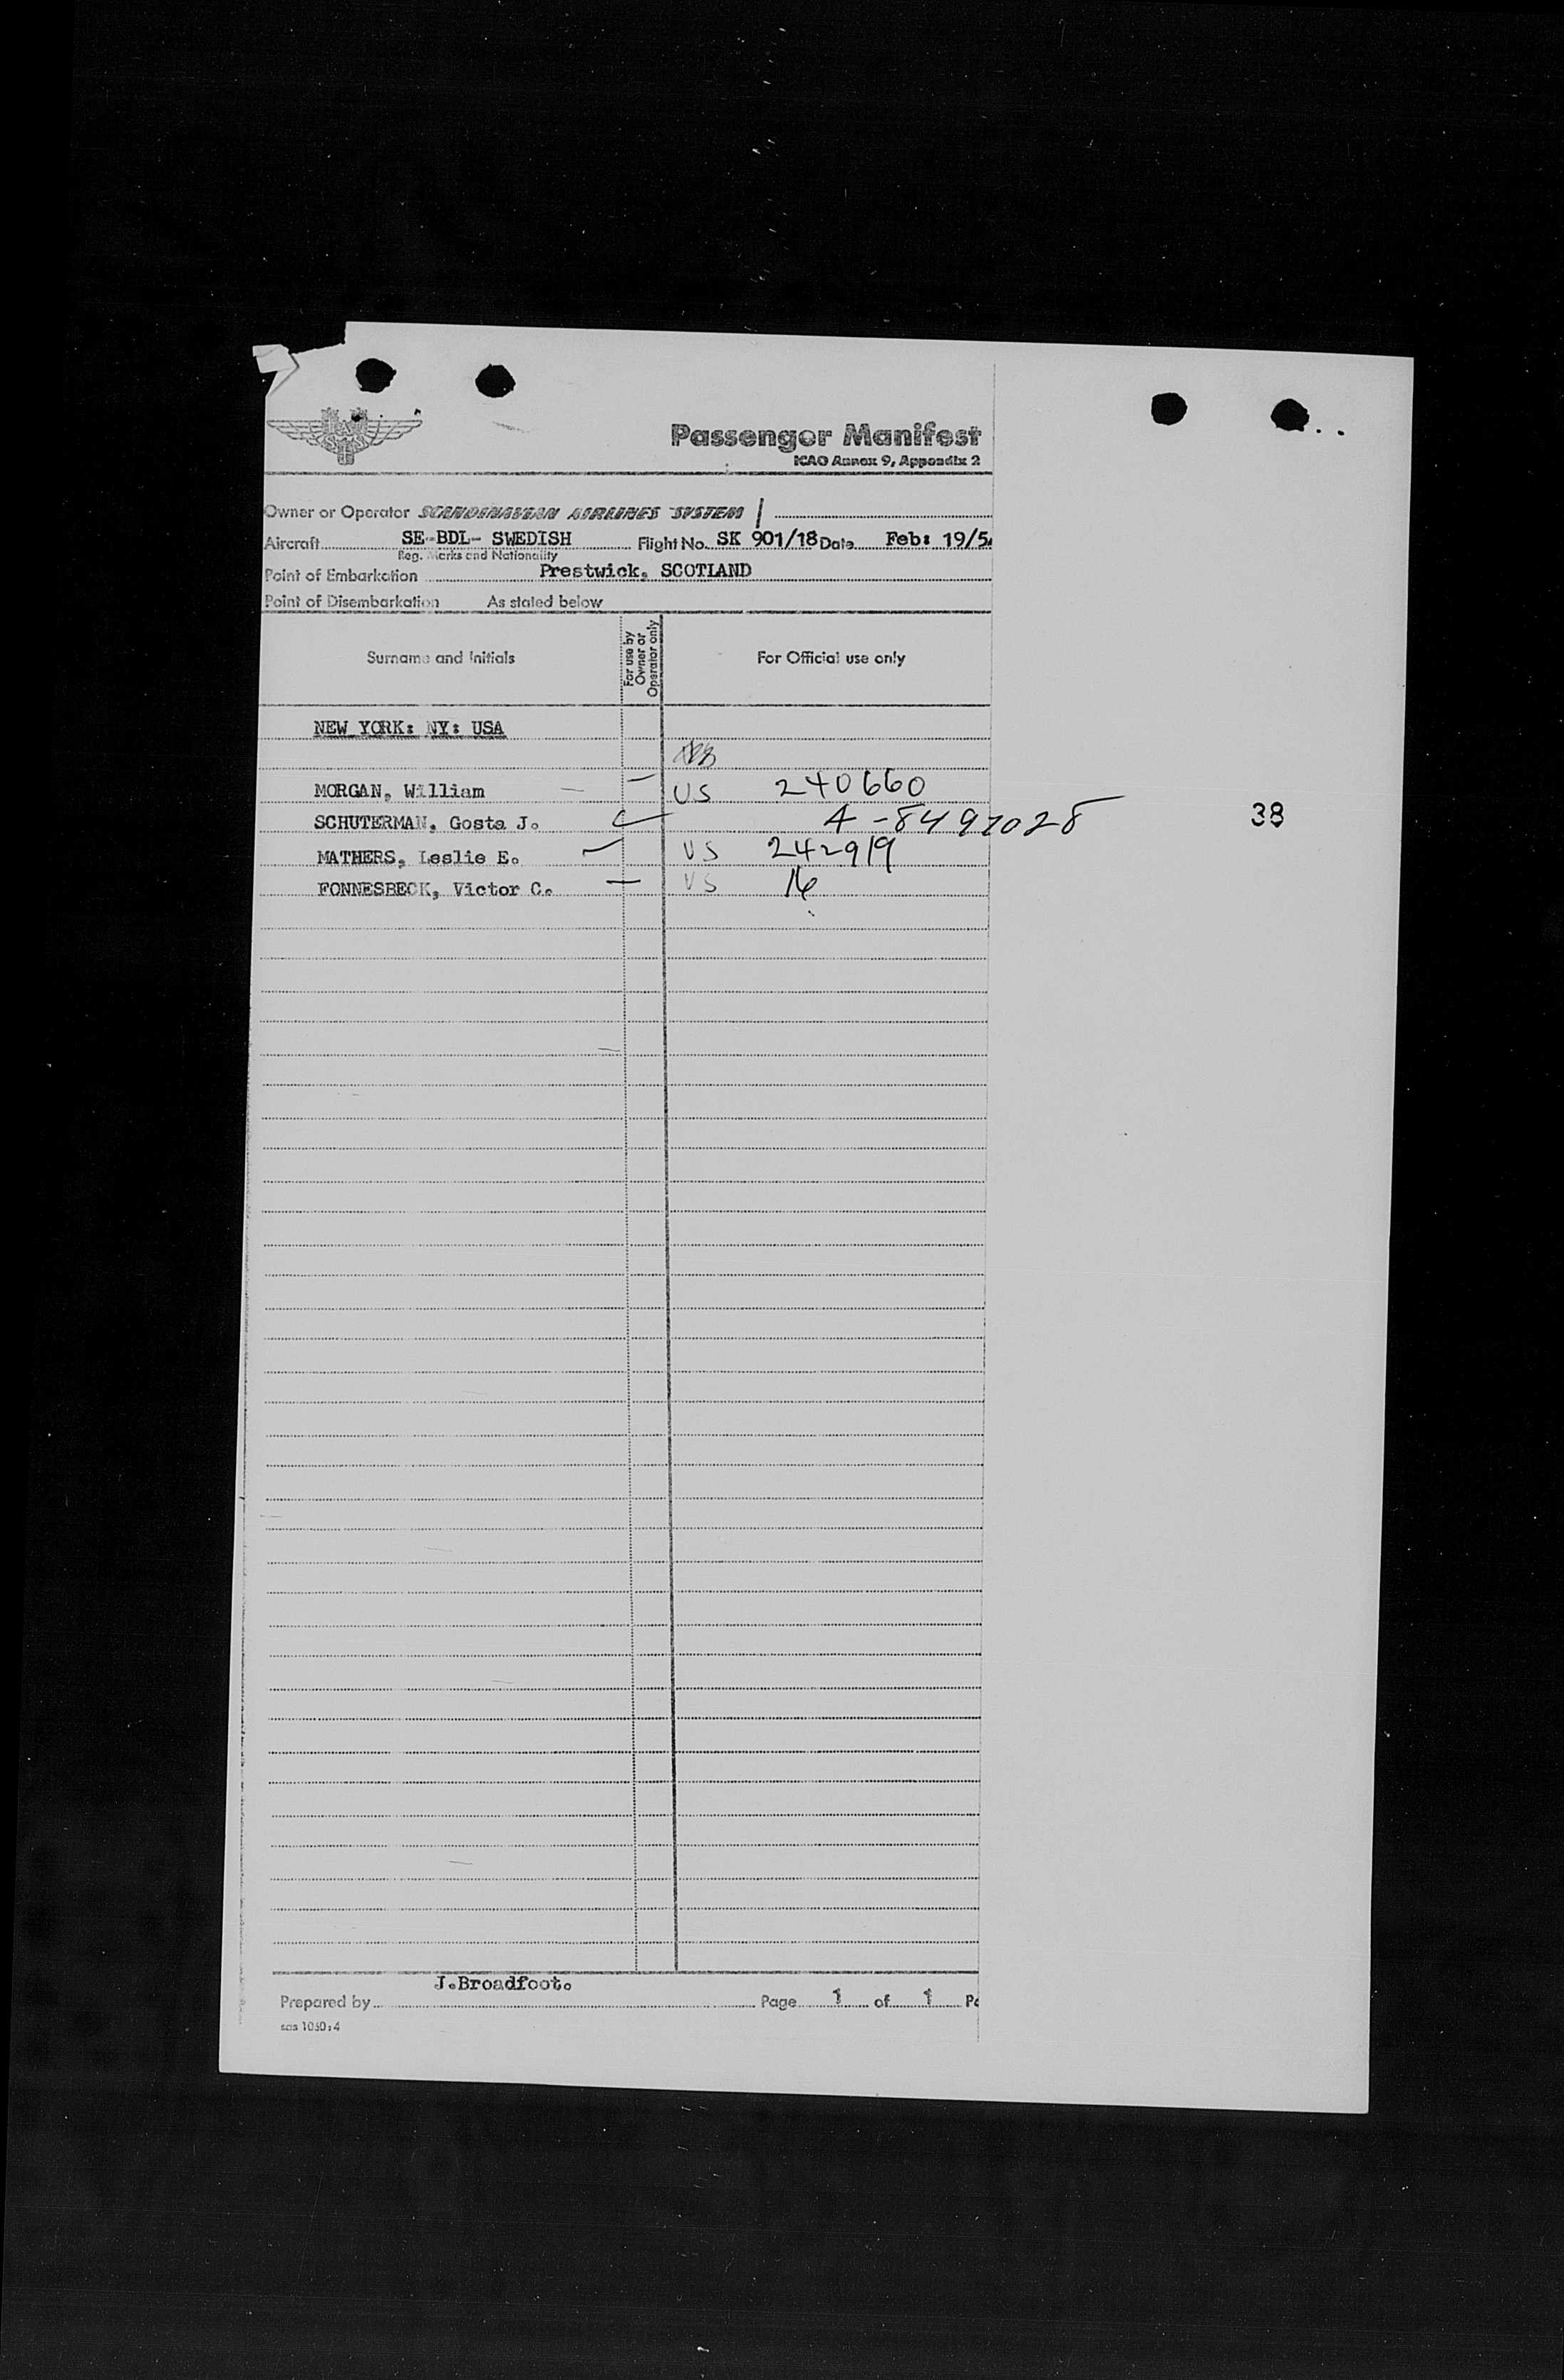 Passenger Manifest
ICAO Annex 9, Appendix 2
Owner or Operator SCANDINAVIAN AIRLINES SYSTEM
Aircraft SE-BDL- SWEDISH Flight No. SK 901/18 Date Feb: 19/5
Reg. Marks and Nationality
Point of Embarkation Prestwick, SCOTLAND
Point of Disembarkation As stated below
Surname and Initials For use by Owner or Operator only For Official use only
NEW YORK: NY: USA
MORGAN, William US 240660
SCHUTERMAN, Gosta J. A-8497028 38
MATHERS, Leslie E. US 242919
FONNESBECK, Victor C. US 16
J.Broadfoot.
Prepared by Page 1 of 1 Pa
sas 1030:4